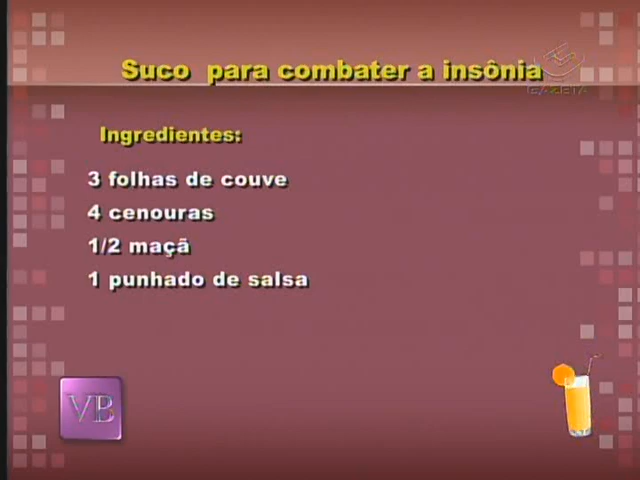 Suco para combater a insônia
GAZETA
Ingredientes:
3 folhas de couve
4 cenouras
1/2 maçã
1 punhado de salsa
VB